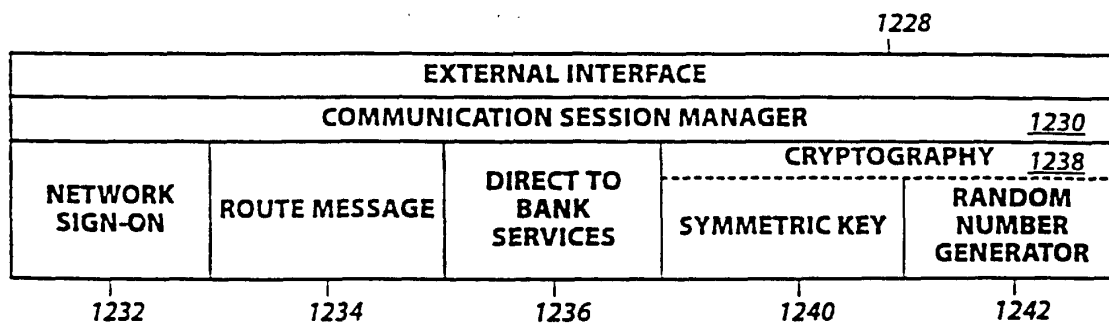 1228
EXTERNAL INTERFACE
COMMUNICATION SESSION MANAGER 1230
NETWORK
SIGN-ON
ROUTE MESSAGE
DIRECT TO
BANK
SERVICES
CRYPTOGRAPHY 1238
SYMMETRIC KEY
RANDOM
NUMBER
GENERATOR
1232
1234
1236
1240
1242